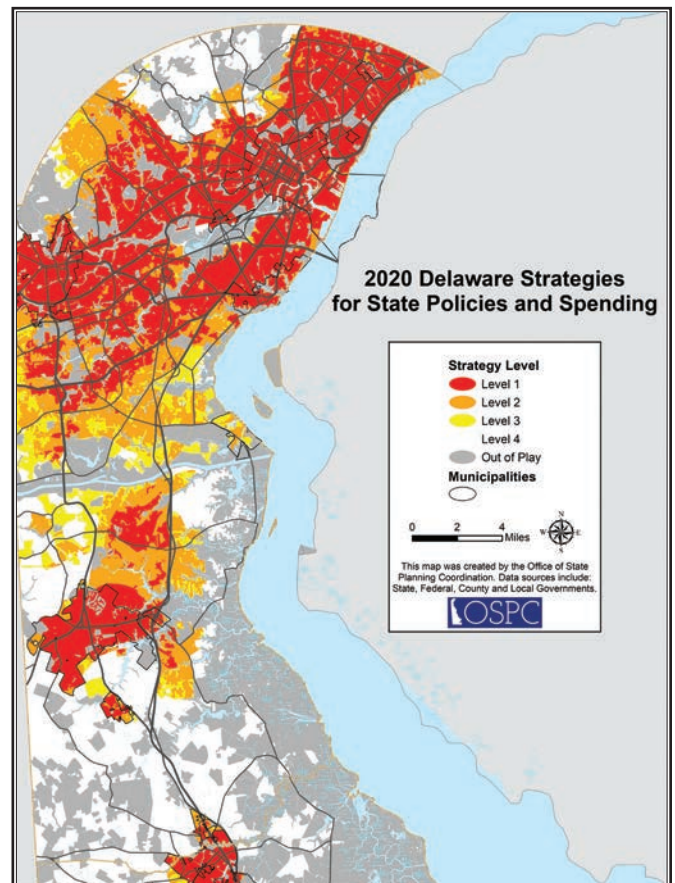 2020 Delaware Strategies
for State Policies and Spending
Strategy Level
Level 1
Level 2
Level 3
Level 4
Out of Play
Municipalities
0 2 4
Miles
N
W E
S
This map was created by the Office of State
Planning Coordination. Data sources include:
State, Federal, County and Local Governments.
OSPC